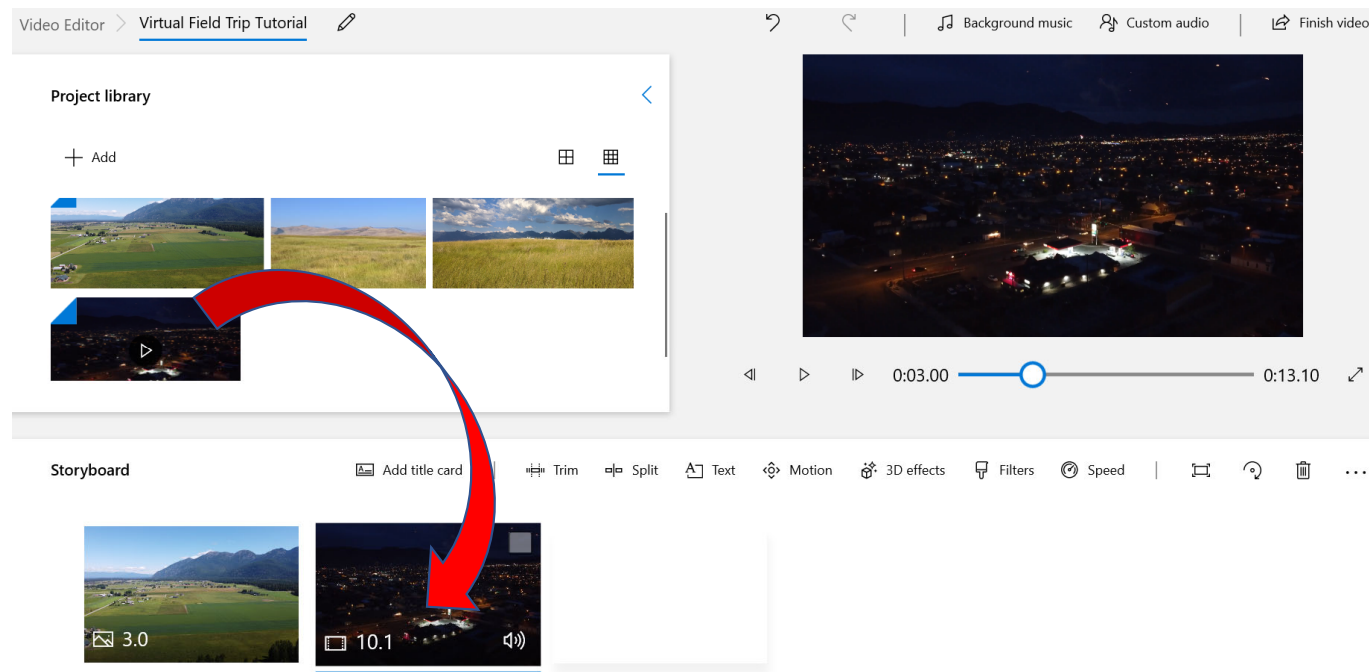 Video Editor > Virtual Field Trip Tutorial
Background music
Custom audio
Finish video
Project library
Add
0:03.00
0:13.10
Storyboard
Add title card
Trim
Split
Text
Motion
3D effects
Filters
Speed
...
3.0
10.1